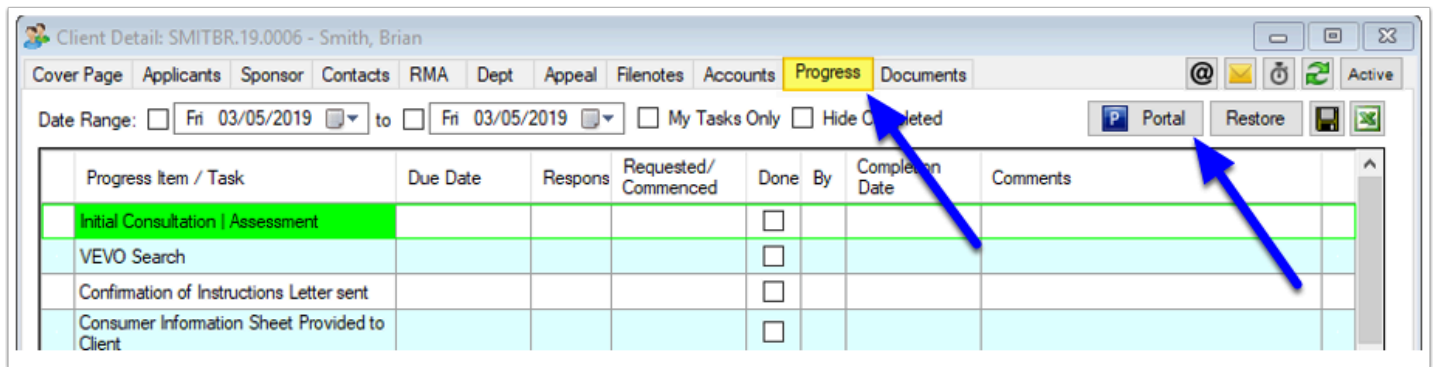 Client Detail: SMITBR.19.0006 - Smith, Brian
Cover Page Applicants Sponsor Contacts RMA Dept Appeal Filenotes Accounts Progress Documents @ Active
Date Range: Fri 03/05/2019 to Fri 03/05/2019 My Tasks Only Hide Completed P Portal Restore
Progress Item / Task Due Date Respons Requested/ Commenced Done By Completion Date Comments
Initial Consultation | Assessment
VEVO Search
Confirmation of Instructions Letter sent
Consumer Information Sheet Provided to
Client